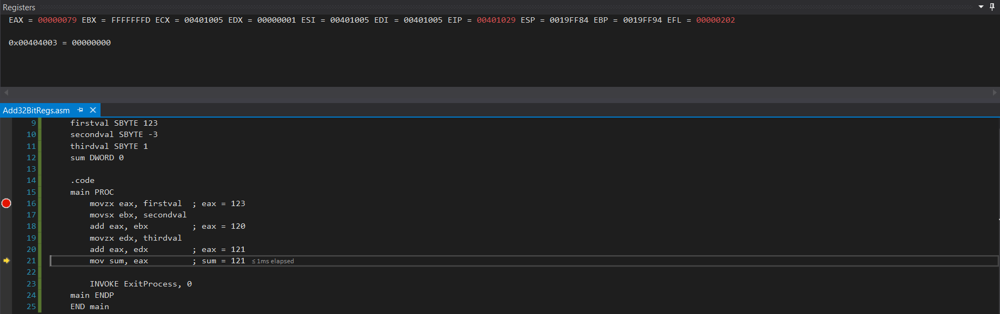 Registers
EAX = 00000079 EBX = FFFFFFFD ECX = 00401005 EDX = 00000001 ESI = 00401005 EDI = 00401005 EIP = 00401029 ESP = 0019FF84 EBP = 0019FF94 EFL = 00000202
0x00404003 = 00000000
Add32BitRegs.asm
9 firstval SBYTE 123
10 secondval SBYTE -3
11 thirdval SBYTE 1
12 sum DWORD 0
13
14 .code
15 main PROC
16 movzx eax, firstval ; eax = 123
17 movsx ebx, secondval
18 add eax, ebx ; eax = 120
19 movzx edx, thirdval
20 add eax, edx ; eax = 121
21 mov sum, eax ; sum = 121 ≤ 1ms elapsed
22
23 INVOKE ExitProcess, 0
24 main ENDP
25 END main